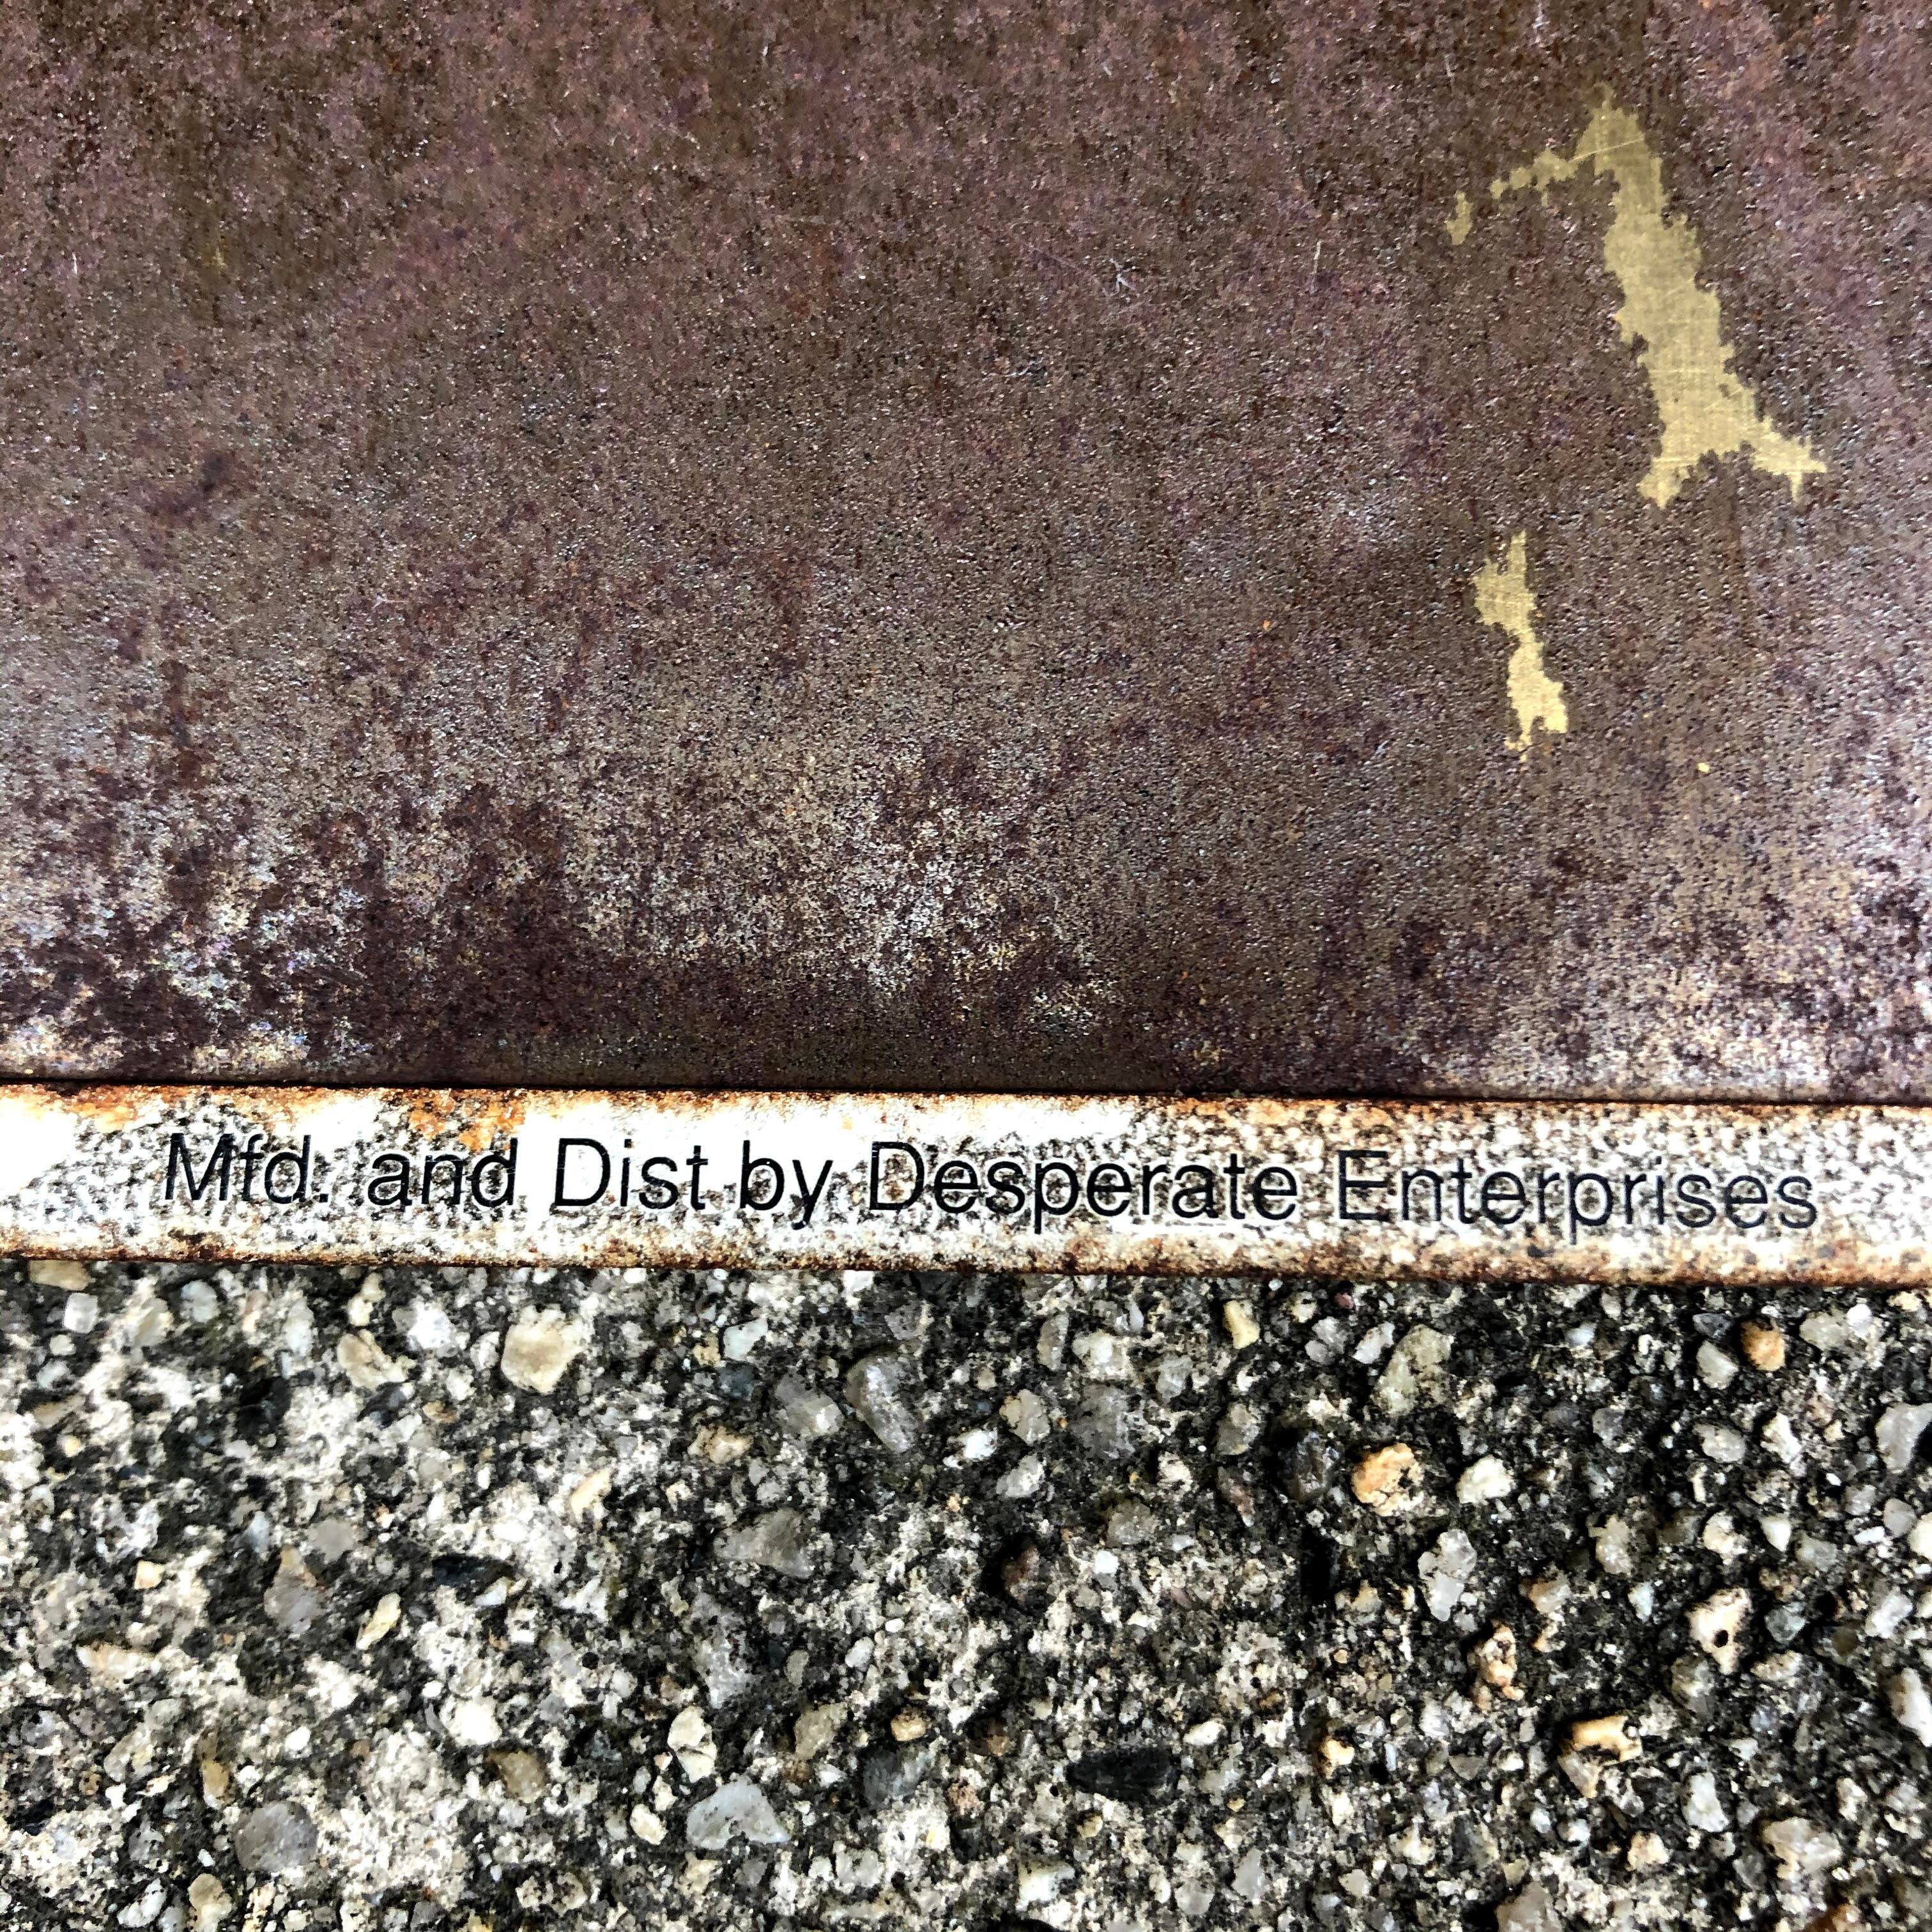 Mfd. and Dist by Desperate Enterprises